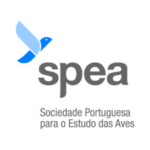 spea
Sociedade Portuguesa
para o Estudo das Aves